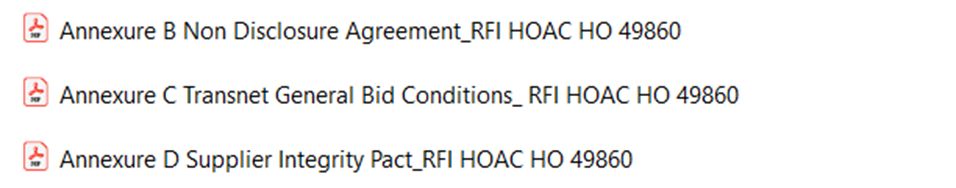 Annexure B Non Disclosure Agreement_RFI HOAC HO 49860
Annexure C Transnet General Bid Conditions_ RFI HOAC HO 49860
Annexure D Supplier Integrity Pact_RFI HOAC HO 49860